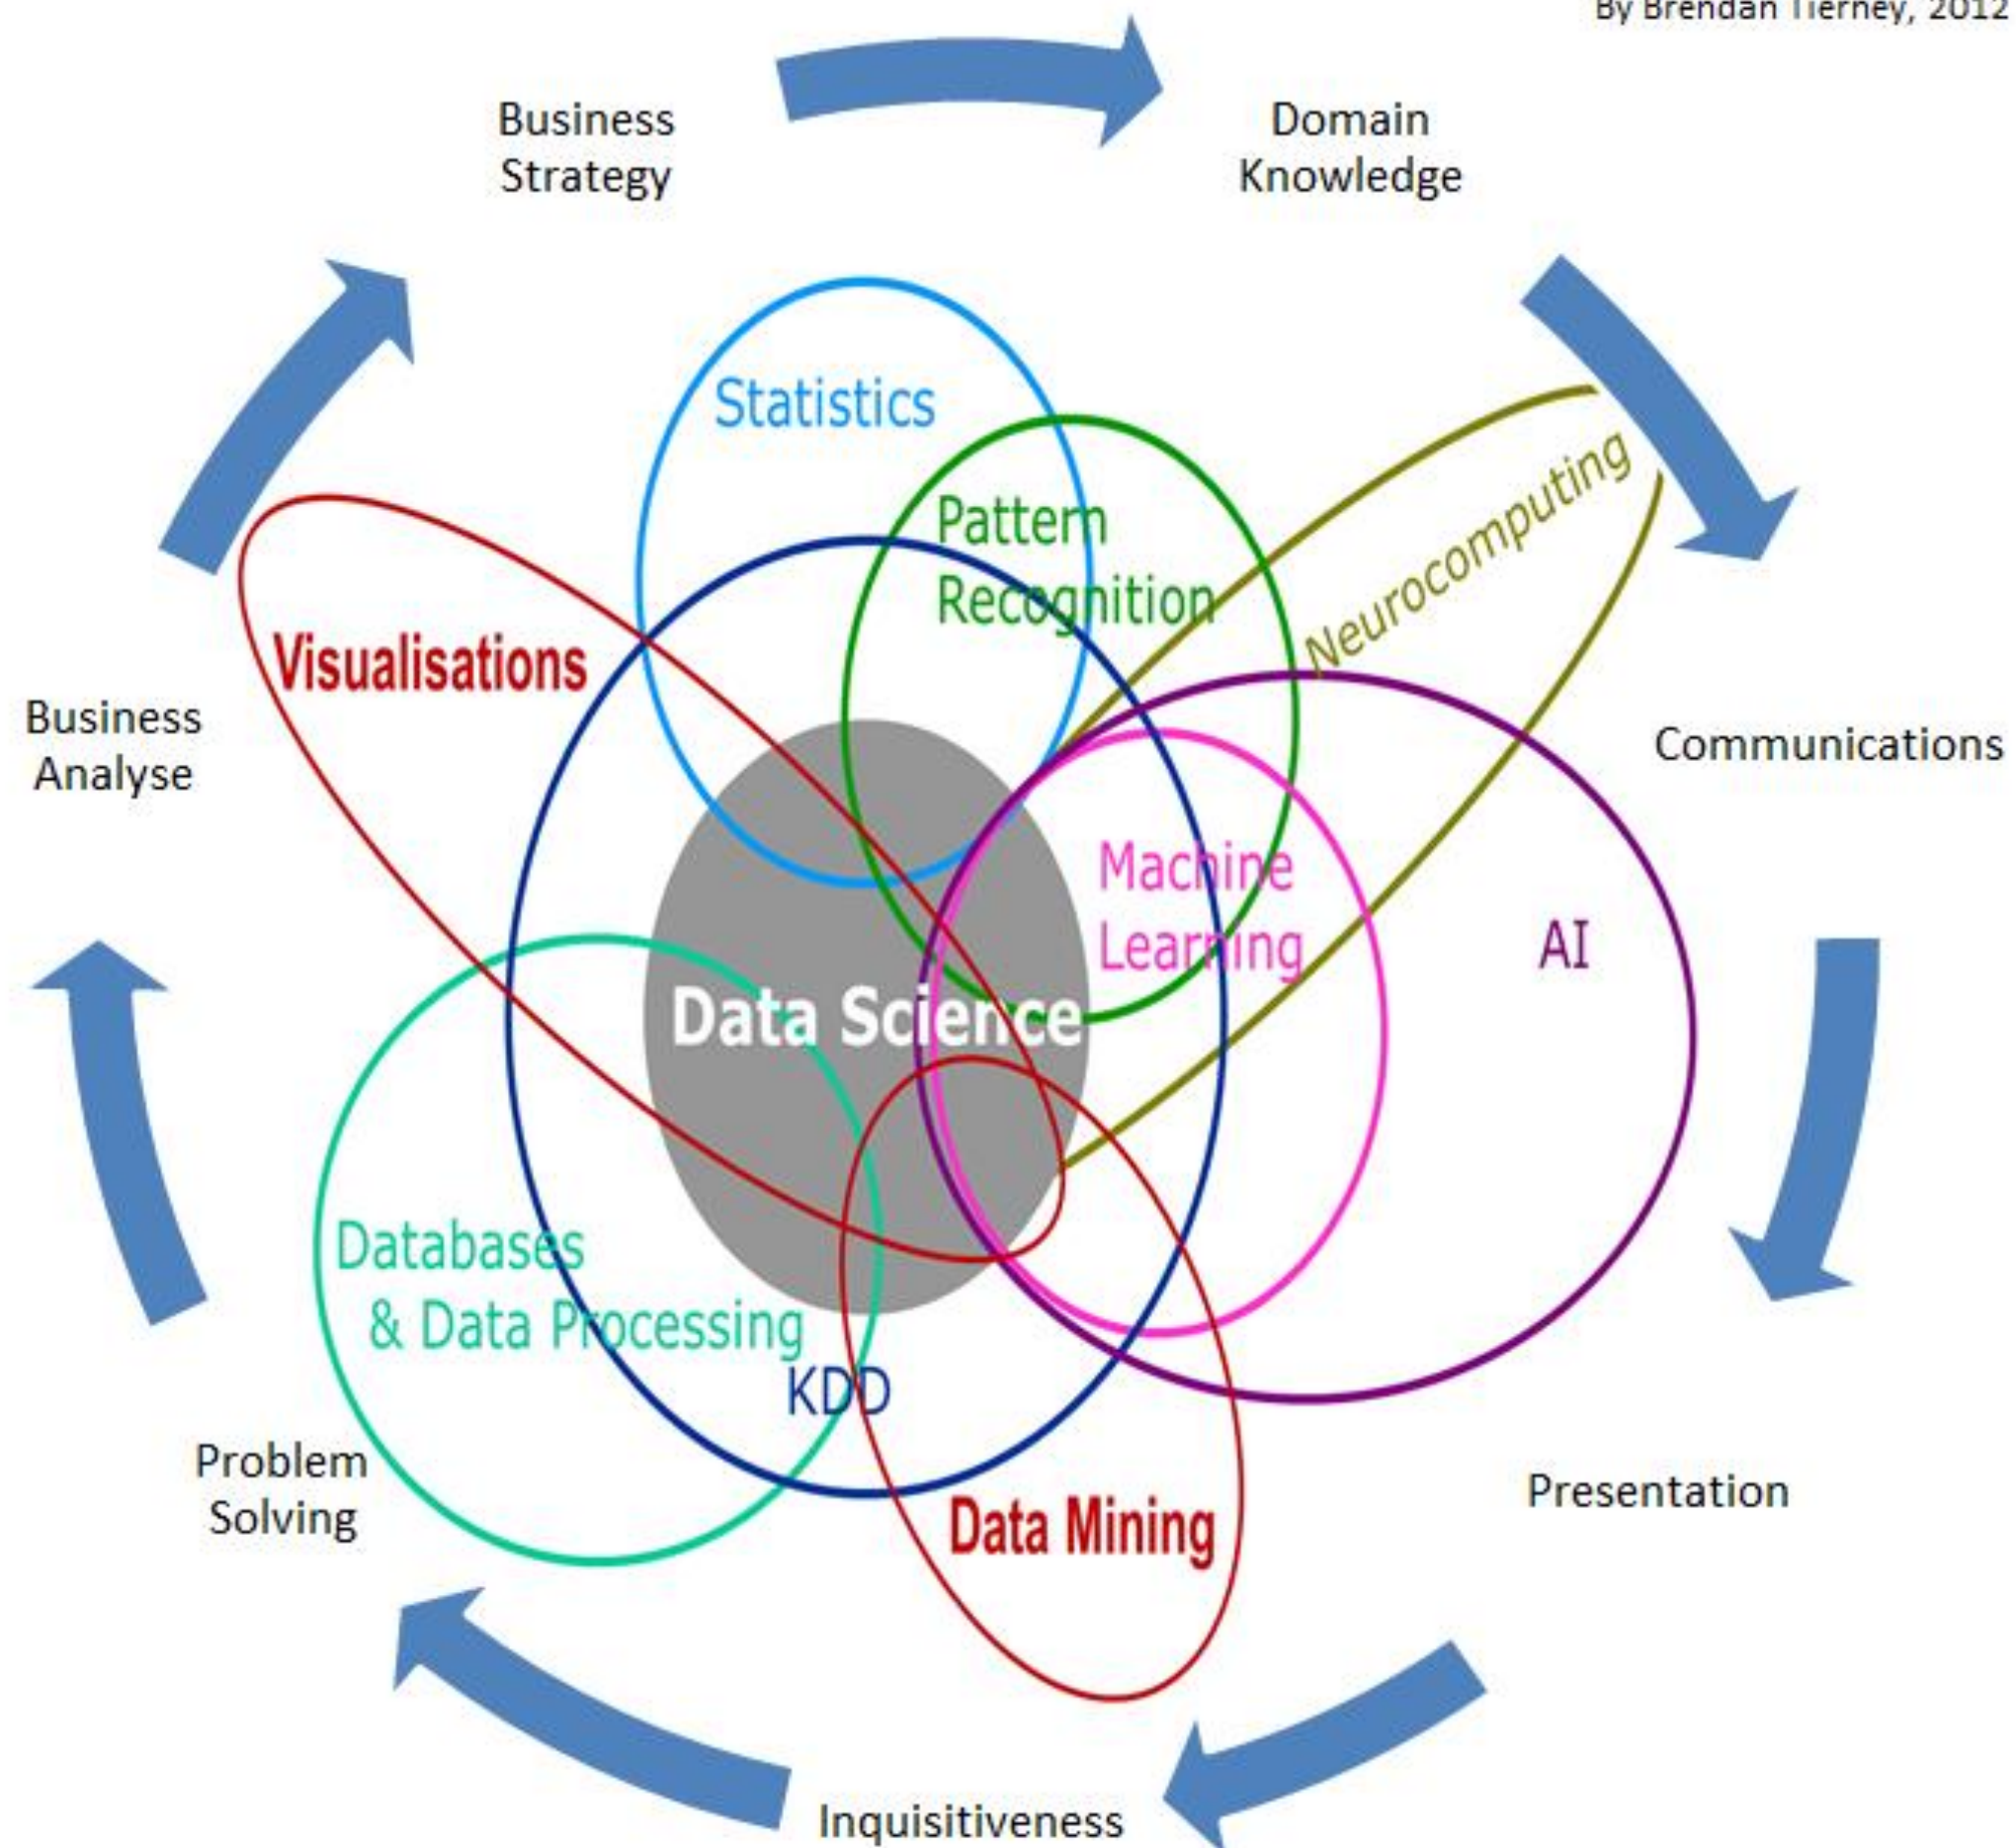 By Brendan Tierney, 2012
Business
Strategy
Domain
Knowledge
Statistics
Pattern
Recognition
Neurocomputing
Visualisations
Business
Analyse
Communications
Machine
Learning
AI
Data Science
Databases
& Data Processing
KDD
Problem
Solving
Presentation
Data Mining
Inquisitiveness